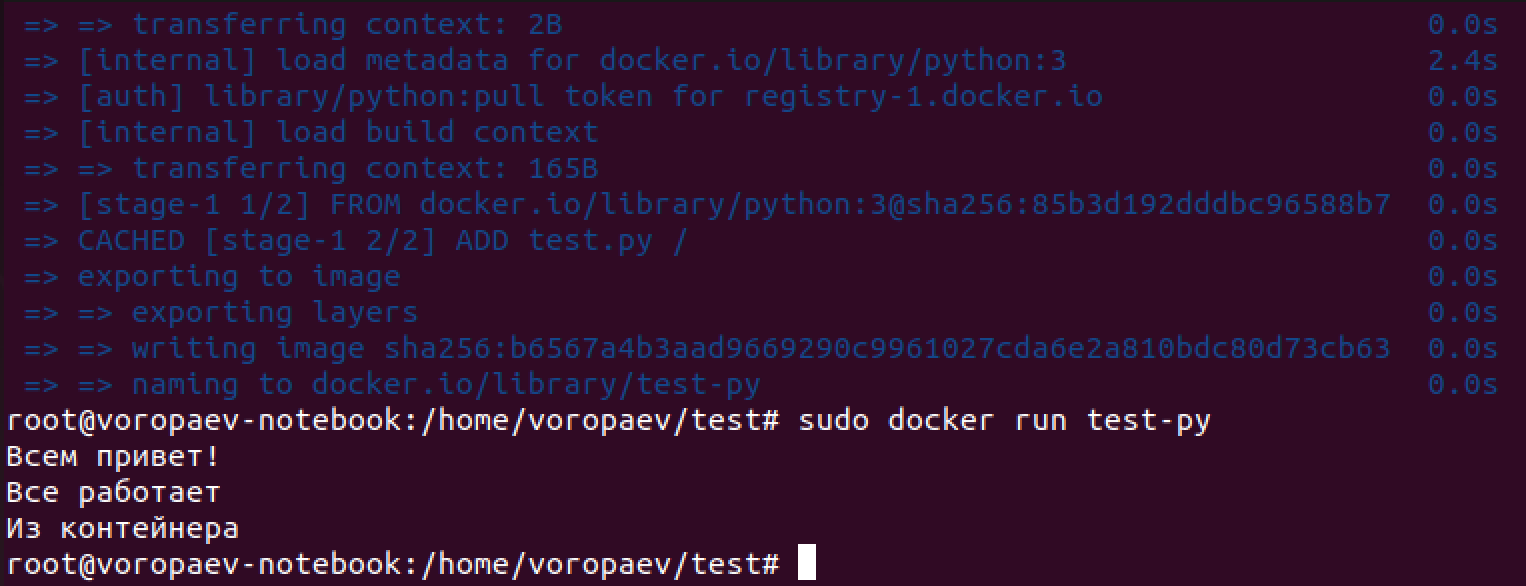 => => transferring context: 2B 0.0s
=> [internal] load metadata for docker.io/library/python:3 2.4s
=> [auth] library/python:pull token for registry-1.docker.io 0.0s
=> [internal] load build context 0.0s
=> => transferring context: 165B 0.0s
=> [stage-1 1/2] FROM docker.io/library/python:3@sha256:85b3d192dddbc96588b7 0.0s
=> CACHED [stage-1 2/2] ADD test.py / 0.0s
=> exporting to image 0.0s
=> => exporting layers 0.0s
=> => writing image sha256:b6567a4b3aad9669290c9961027cda6e2a810bdc80d73cb63 0.0s
=> => naming to docker.io/library/test-py 0.0s
root@voropaev-notebook:/home/voropaev/test# sudo docker run test-py
Всем привет!
Все работает
Из контейнера
root@voropaev-notebook:/home/voropaev/test#